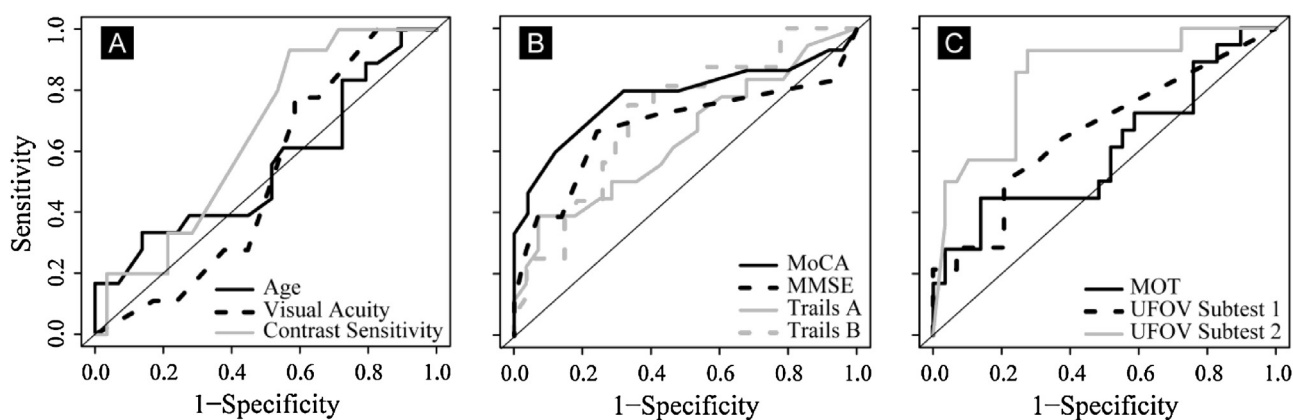 A
B
C
Sensitivity
0.0 0.2 0.4 0.6 0.8 1.0
Age
Visual Acuity
Contrast Sensitivity
0.0 0.2 0.4 0.6 0.8 1.0
1−Specificity
MoCA
MMSE
Trails A
Trails B
0.0 0.2 0.4 0.6 0.8 1.0
1−Specificity
MOT
UFOV Subtest 1
UFOV Subtest 2
0.0 0.2 0.4 0.6 0.8 1.0
1−Specificity